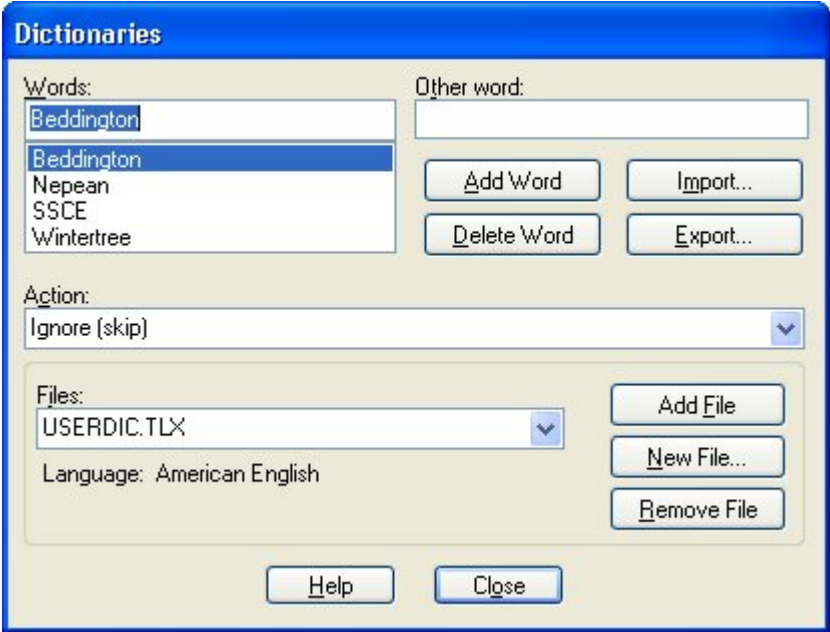 Dictionaries
Words:
Other word:
Beddington
Beddington
Nepean
SSCE
Wintertree
Add Word
Import...
Delete Word
Export...
Action:
Ignore (skip)
Files:
USERDIC.TLX
Language: American English
Add File
New File...
Remove File
Help
Close